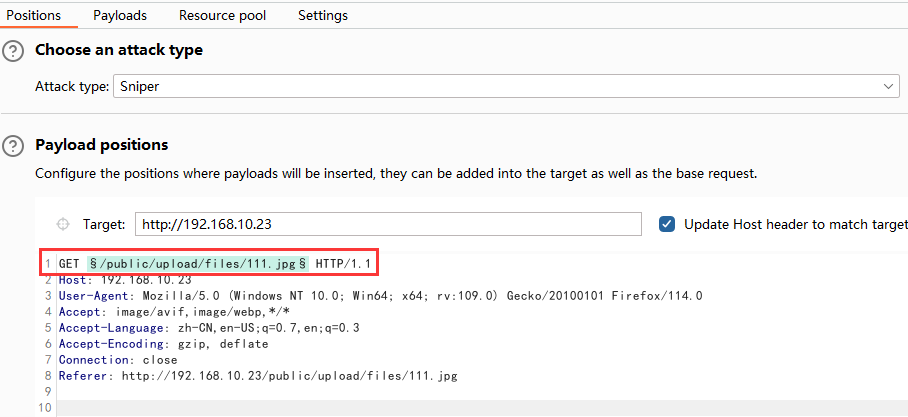 Positions Payloads Resource pool Settings
? Choose an attack type
Attack type: Sniper
? Payload positions
Configure the positions where payloads will be inserted, they can be added into the target as well as the base request.
Target: http://192.168.10.23 Update Host header to match target
1 GET §/public/upload/files/111.jpg§ HTTP/1.1
2 Host: 192.168.10.23
3 User-Agent: Mozilla/5.0 (Windows NT 10.0; Win64; x64; rv:109.0) Gecko/20100101 Firefox/114.0
4 Accept: image/avif,image/webp,*/*
5 Accept-Language: zh-CN,en-US;q=0.7,en;q=0.3
6 Accept-Encoding: gzip, deflate
7 Connection: close
8 Referer: http://192.168.10.23/public/upload/files/111.jpg
9
10